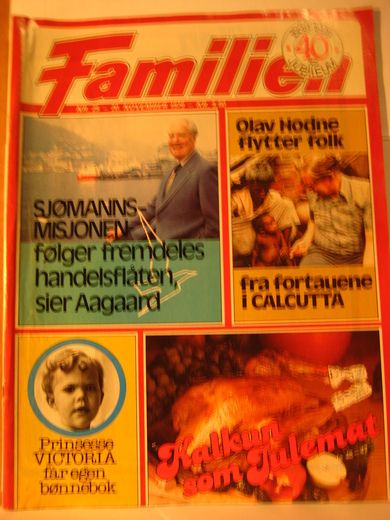 Familien
40
SJØMANNS-
MISJONEN
følger fremdeles
handelsflåten,
sier Aagaard
Olav Hodne
flytter folk
fra fortauene
i CALCUTTA
Prinsesse
VICTORIA
får egen
bønnebok
Kalkun
som Julemat